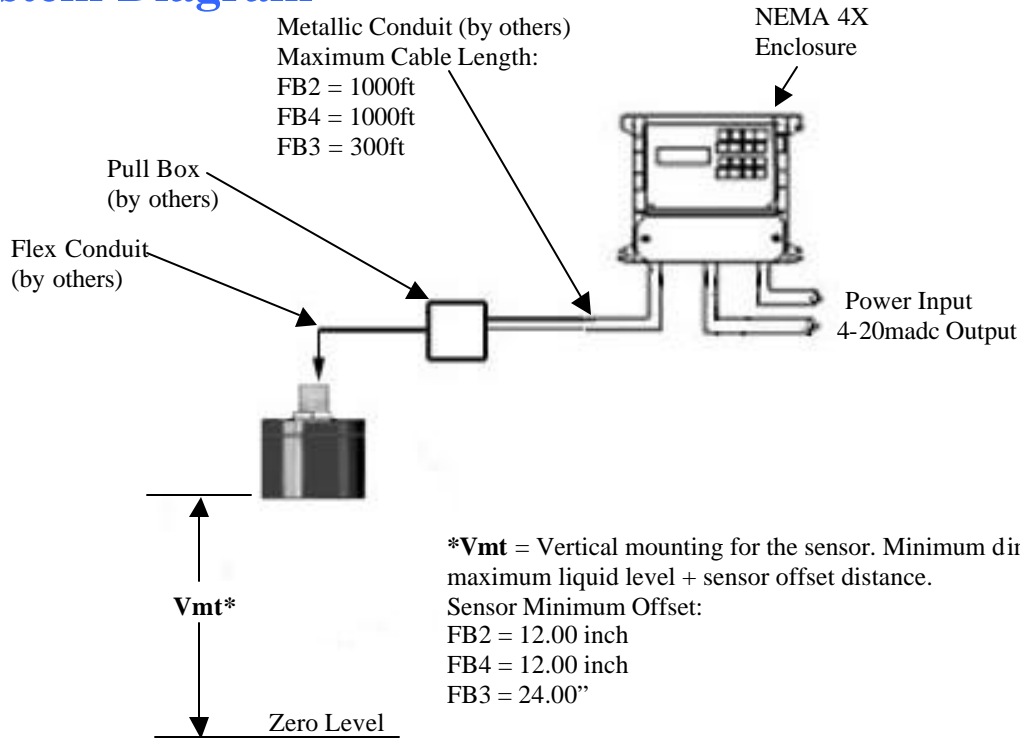 Diagram
NEMA 4X
Enclosure
Metallic Conduit (by others)
Maximum Cable Length:
FB2 = 1000ft
FB4 = 1000ft
FB3 = 300ft
Pull Box
(by others)
Flex Conduit
(by others)
Power Input
4-20madc Output
*Vmt = Vertical mounting for the sensor. Minimum
maximum liquid level + sensor offset distance.
Sensor Minimum Offset:
FB2 = 12.00 inch
FB4 = 12.00 inch
FB3 = 24.00”
Vmt*
Zero Level